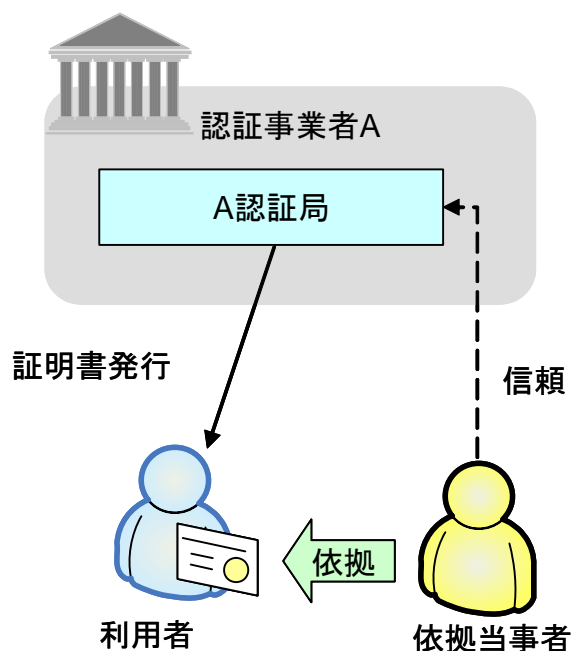 認証事業者A
A認証局
証明書発行
信頼
依拠
利用者
依拠当事者